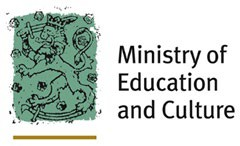 Ministry of
Education
and Culture